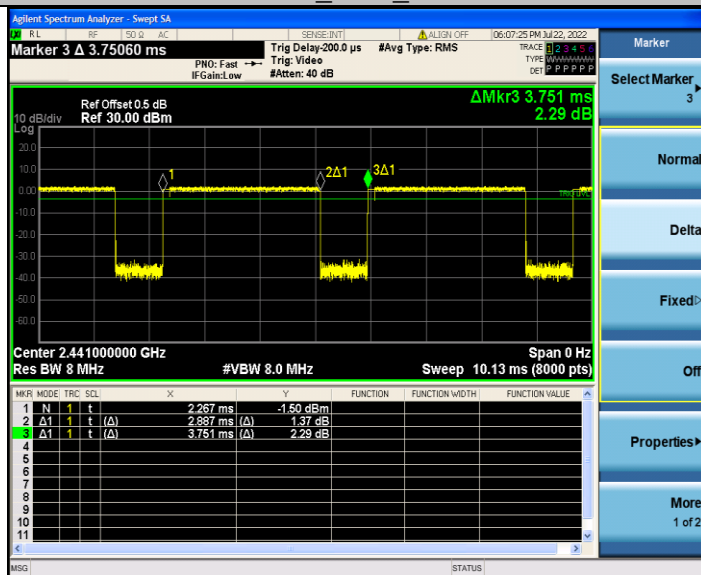 Agilent Spectrum Analyzer - Swept SA
RL RF 50 Ω AC SENSE:INT ALIGN OFF 06:07:25 PM Jul 22, 2022
Marker 3 Δ 3.75060 ms
PNO: Fast
IFGain:Low
Trig Delay-200.0 µs
Trig: Video
#Atten: 40 dB
#Avg Type: RMS
TRACE 1 2 3 4 5 6
TYPE W
DET P P P P P P
Ref Offset 0.5 dB
Ref 30.00 dBm
ΔMkr3 3.751 ms
2.29 dB
10 dB/div
Log
20.0
10.0
0.00
-10.0
-20.0
-30.0
-40.0
-50.0
-60.0
1
2Δ1
3Δ1
TRIG LVL
Center 2.441000000 GHz
Span 0 Hz
Res BW 8 MHz
#VBW 8.0 MHz
Sweep 10.13 ms (8000 pts)
MKR MODE TRC SCL X Y FUNCTION FUNCTION WIDTH FUNCTION VALUE
1 N 1 t 2.267 ms -1.50 dBm
2 Δ1 1 t (Δ) 2.887 ms (Δ) 1.37 dB
3 Δ1 1 t (Δ) 3.751 ms (Δ) 2.29 dB
4
5
6
7
8
9
10
11
MSG
STATUS
Marker
Select Marker
3
Normal
Delta
Fixed
Off
Properties
More
1 of 2